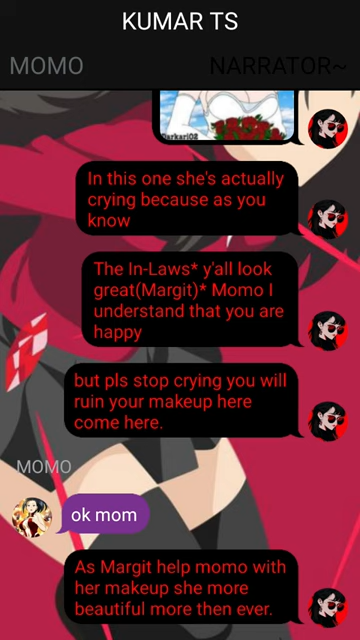 KUMAR TS
MOMO NARRATOR~
Darkari02
In this one she's actually
crying because as you
know
The In-Laws* y'all look
great(Margit)* Momo I
understand that you are
happy
but pls stop crying you will
ruin your makeup here
come here.
MOMO
ok mom
As Margit help momo with
her makeup she more
beautiful more then ever.